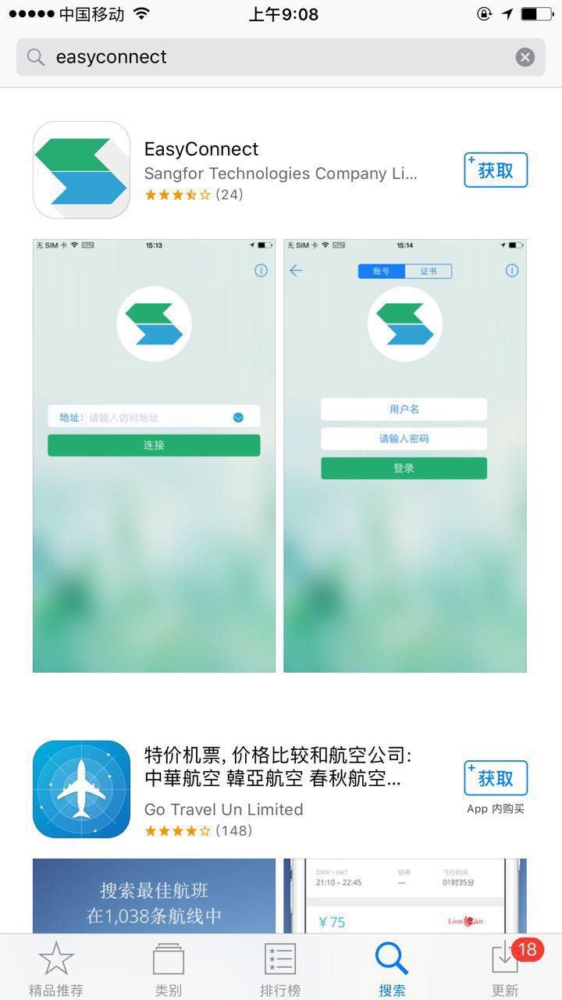 中国移动 上午9:08
easyconnect
EasyConnect
Sangfor Technologies Company Li...
(24)
获取
无 SIM 卡 VPN 15:13
地址： 请输入访问地址
连接
无 SIM 卡 VPN 15:14
账号 证书
用户名
请输入密码
登录
特价机票, 价格比较和航空公司:
中華航空 韓亞航空 春秋航空...
Go Travel Un Limited
(148)
获取
App 内购买
搜索最佳航班
在1,038条航线中
DMK • HKT 经停 飞行时间
21:10 – 22:45 — 01时35分
￥75 Lion Air
18
精品推荐 类别 排行榜 搜索 更新